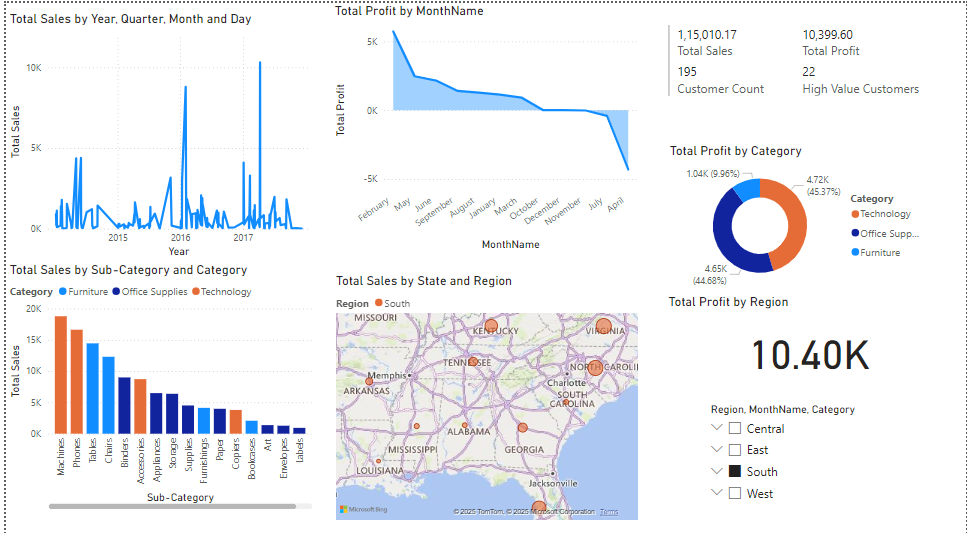 Total Sales by Year, Quarter, Month and Day
Total Sales
10K
5K
0K
2015 2016 2017
Year
Total Profit by MonthName
Total Profit
5K
0K
-5K
February May June September August January March October December November July April
MonthName
1,15,010.17 10,399.60
Total Sales Total Profit
195 22
Customer Count High Value Customers
Total Profit by Category
1.04K (9.96%)
4.72K
(45.37%)
4.65K
(44.68%)
Category
Technology
Office Supp...
Furniture
Total Sales by Sub-Category and Category
Category Furniture Office Supplies Technology
Total Sales
20K
15K
10K
5K
0K
Machines Phones Tables Chairs Binders Accessories Appliances Storage Supplies Furnishings Paper Copiers Bookcases Art Envelopes Labels
Sub-Category
Total Sales by State and Region
Region South
MISSOURI
KENTUCKY
VIRGINIA
TENNESSEE
NORTH CAROLI
Memphis
Charlotte
ARKANSAS
SOUTH
CAROLINA
ALABAMA
MISSISSIPPI
GEORGIA
LOUISIANA
Jacksonville
Microsoft Bing
© 2025 TomTom, © 2025 Microsoft Corporation Terms
Total Profit by Region
10.40K
Region, MonthName, Category
Central
East
South
West